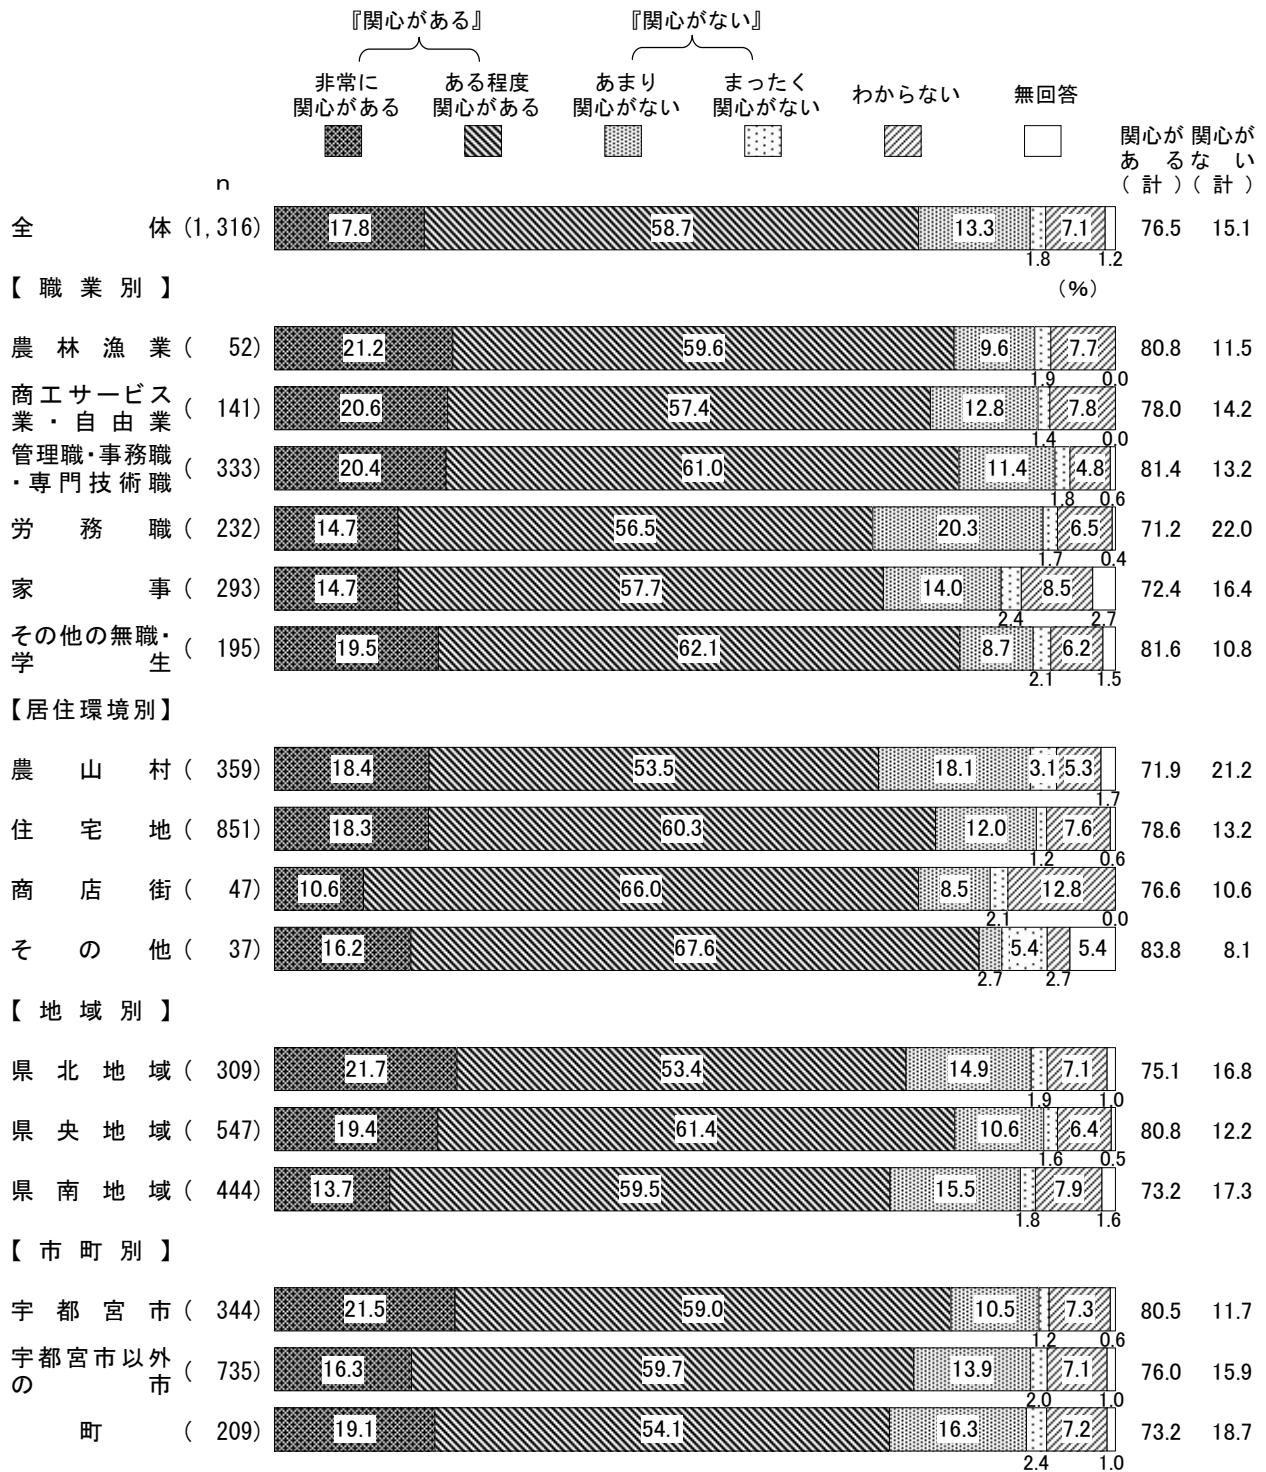 『関心がある』 『関心がない』
非常に ある程度 あまり まったく わからない 無回答
関心がある 関心がある 関心がない 関心がない
関心が 関心が
ある ない
(計) (計)
n
全体 (1,316) 17.8 58.7 13.3 1.8 7.1 1.2 76.5 15.1
【職業別】 (%)
農林漁業 ( 52) 21.2 59.6 9.6 1.9 7.7 0.0 80.8 11.5
商工サービス
業・自由業 ( 141) 20.6 57.4 12.8 1.4 7.8 0.0 78.0 14.2
管理職・事務職
・専門技術職 ( 333) 20.4 61.0 11.4 1.8 4.8 0.6 81.4 13.2
労務職 ( 232) 14.7 56.5 20.3 1.7 6.5 0.4 71.2 22.0
家事 ( 293) 14.7 57.7 14.0 2.4 8.5 2.7 72.4 16.4
その他の無職・
学生 ( 195) 19.5 62.1 8.7 2.1 6.2 1.5 81.6 10.8
【居住環境別】
農山村 ( 359) 18.4 53.5 18.1 3.1 5.3 1.7 71.9 21.2
住宅地 ( 851) 18.3 60.3 12.0 1.2 7.6 0.6 78.6 13.2
商店街 ( 47) 10.6 66.0 8.5 2.1 12.8 0.0 76.6 10.6
その他 ( 37) 16.2 67.6 2.7 5.4 2.7 5.4 83.8 8.1
【地域別】
県北地域 ( 309) 21.7 53.4 14.9 1.9 7.1 1.0 75.1 16.8
県央地域 ( 547) 19.4 61.4 10.6 1.6 6.4 0.5 80.8 12.2
県南地域 ( 444) 13.7 59.5 15.5 1.8 7.9 1.6 73.2 17.3
【市町別】
宇都宮市 ( 344) 21.5 59.0 10.5 1.2 7.3 0.6 80.5 11.7
宇都宮市以外
の市 ( 735) 16.3 59.7 13.9 2.0 7.1 1.0 76.0 15.9
町 ( 209) 19.1 54.1 16.3 2.4 7.2 1.0 73.2 18.7